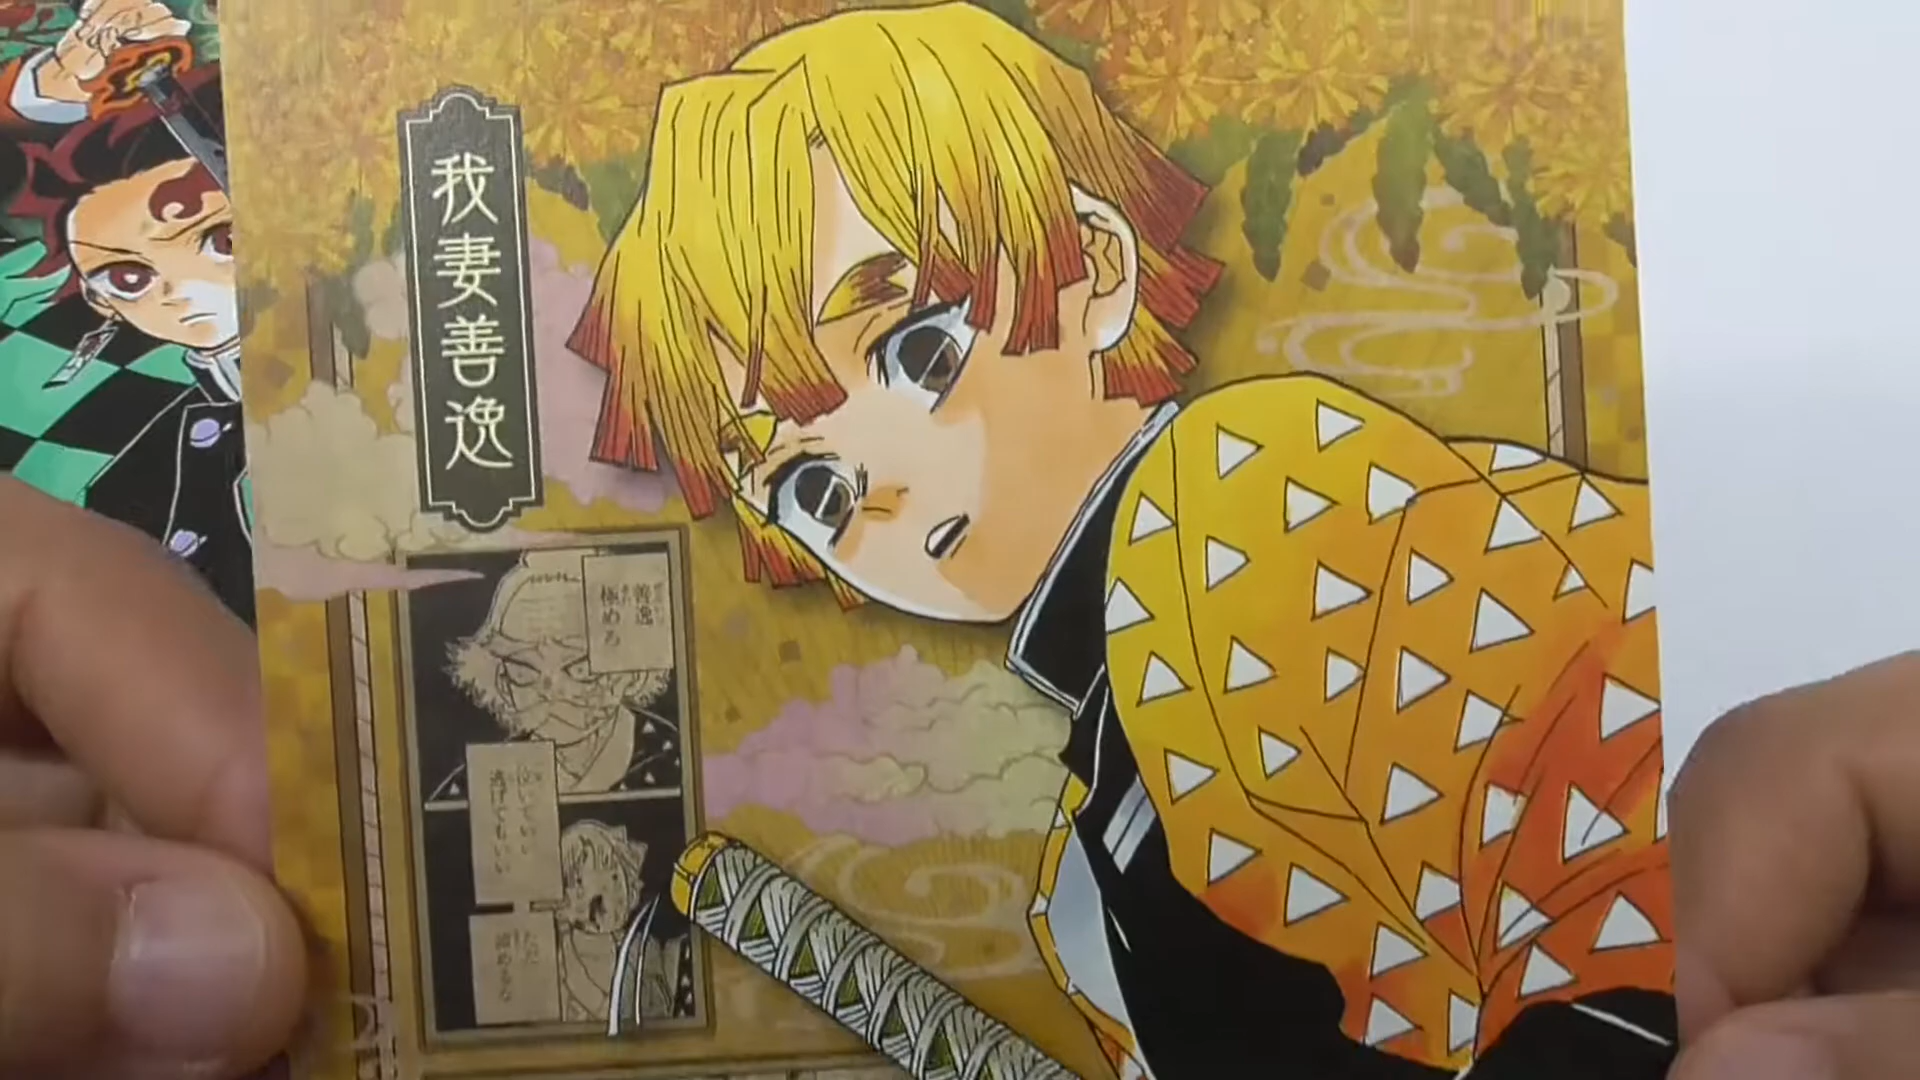 我妻善逸
善逸
極めろ
泣いていい
逃げてもいい
ただ
諦めるな